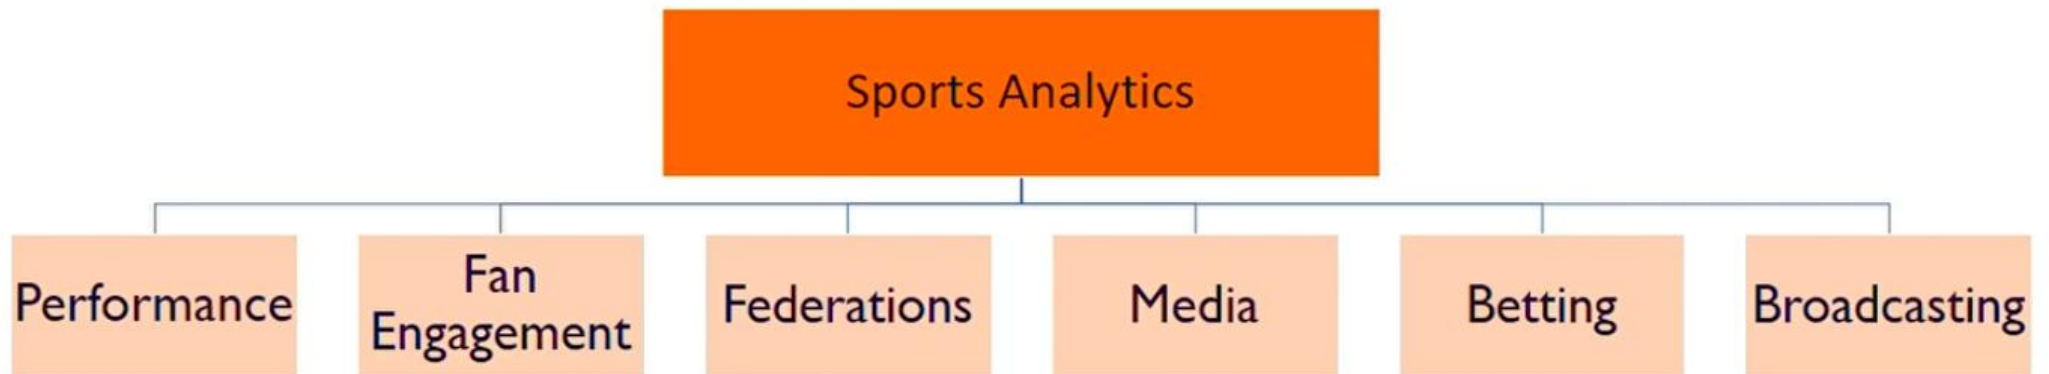 Sports Analytics
Performance
Fan
Engagement
Federations
Media
Betting
Broadcasting